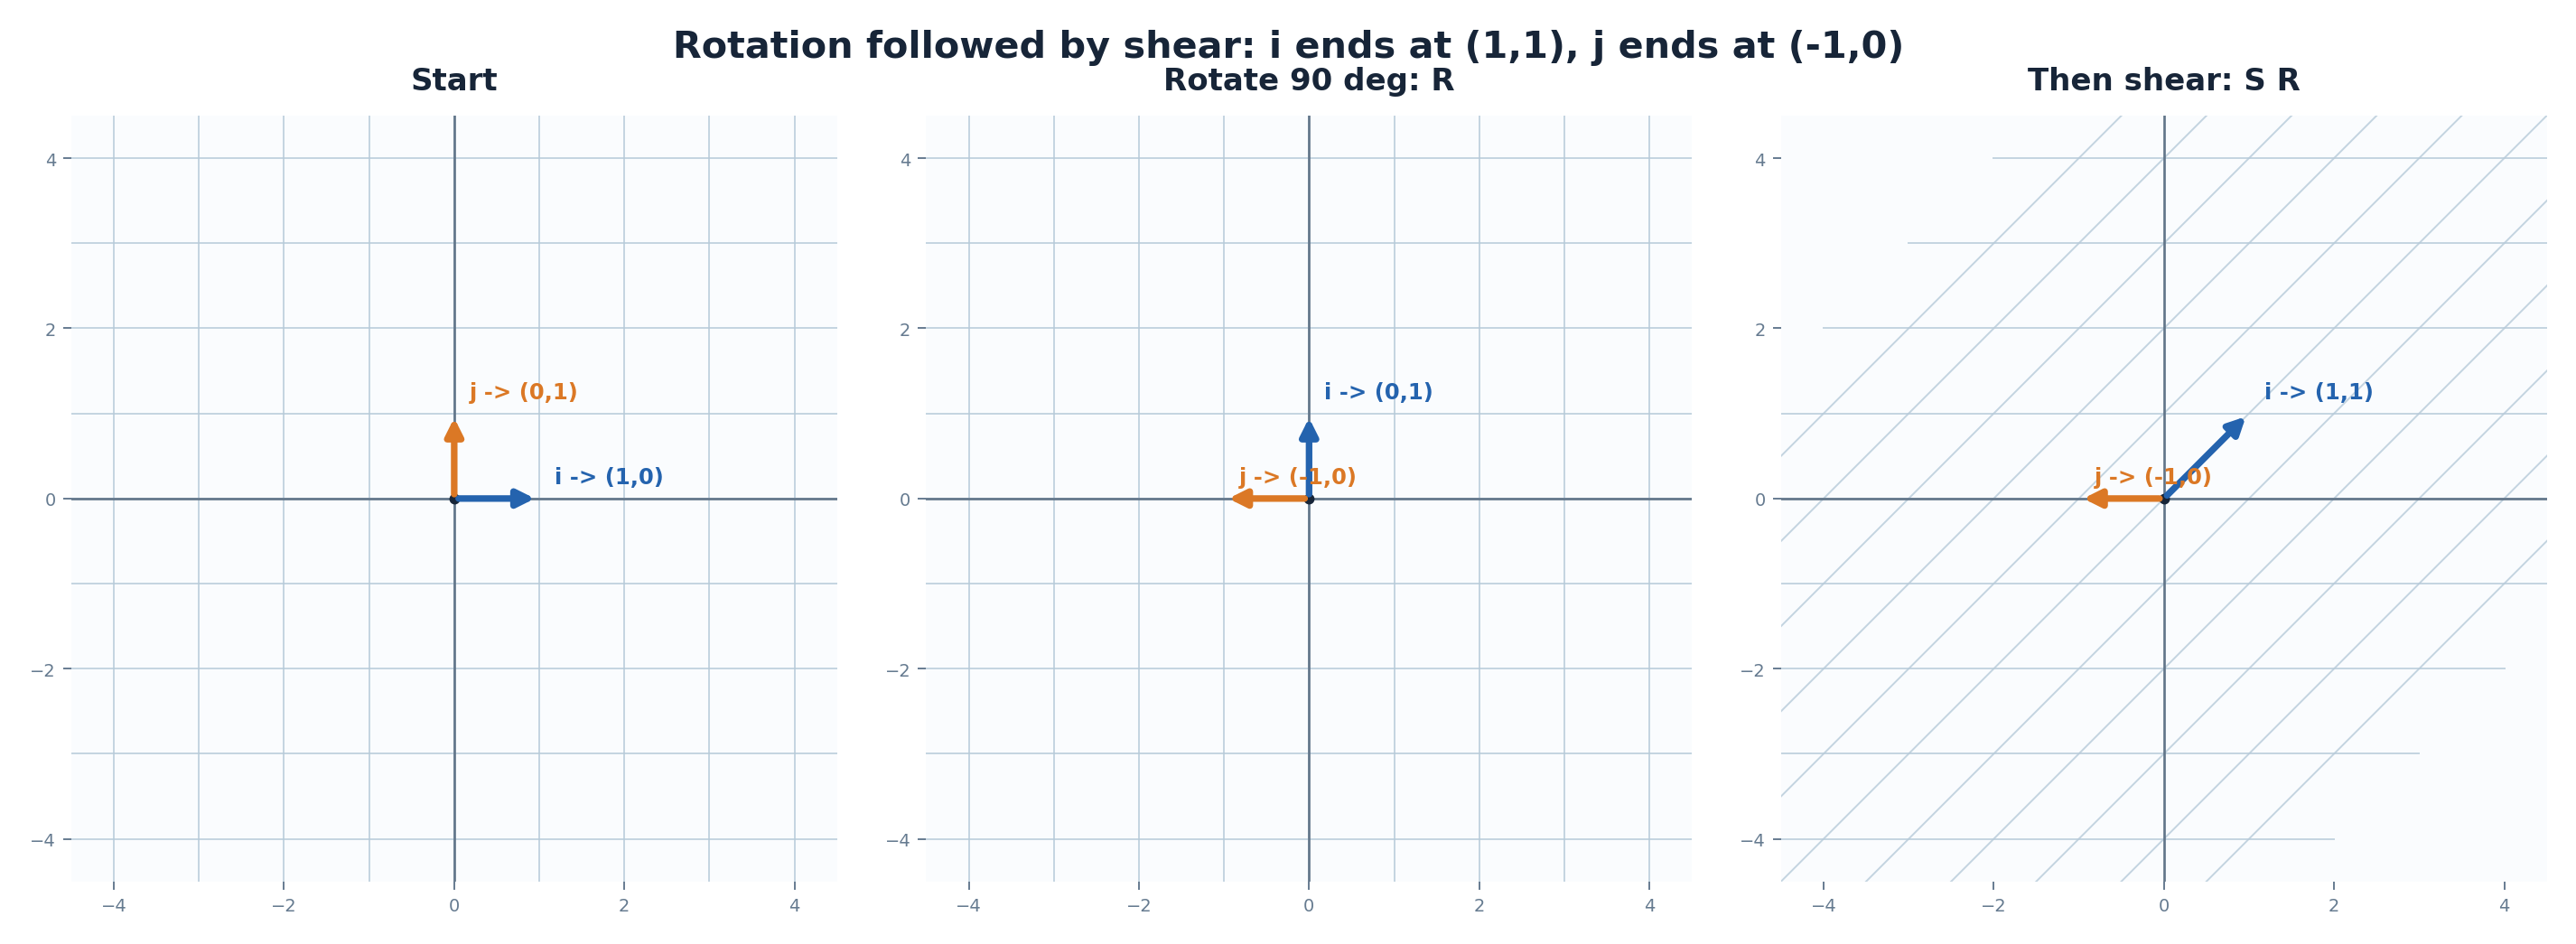 Rotation followed by shear: i ends at (1,1), j ends at (-1,0)
Start
4
2
0
−2
−4
j -> (0,1)
i -> (1,0)
−4 −2 0 2 4
Rotate 90 deg: R
4
2
0
−2
−4
i -> (0,1)
j -> (-1,0)
−4 −2 0 2 4
Then shear: S R
4
2
0
−2
−4
i -> (1,1)
j -> (-1,0)
−4 −2 0 2 4